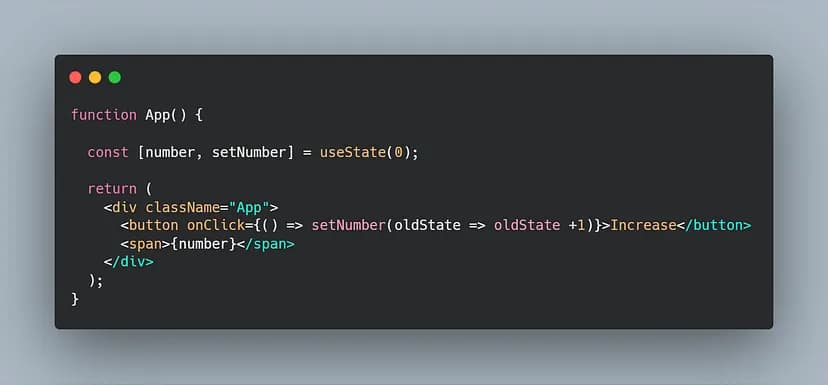 function App() {
const [number, setNumber] = useState(0);
return (
<div className="App">
<button onClick={() => setNumber(oldState => oldState +1)}>Increase</button>
<span>{number}</span>
</div>
);
}